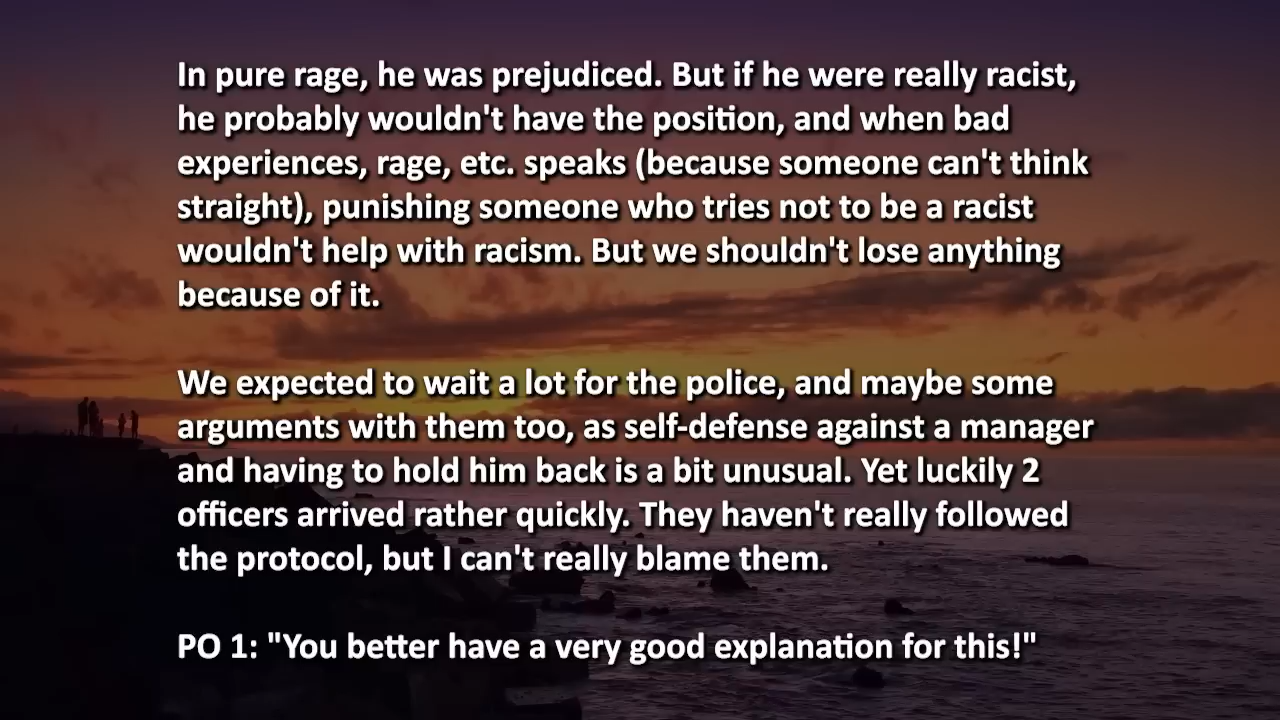 In pure rage, he was prejudiced. But if he were really racist,
he probably wouldn't have the position, and when bad
experiences, rage, etc. speaks (because someone can't think
straight), punishing someone who tries not to be a racist
wouldn't help with racism. But we shouldn't lose anything
because of it.
We expected to wait a lot for the police, and maybe some
arguments with them too, as self-defense against a manager
and having to hold him back is a bit unusual. Yet luckily 2
officers arrived rather quickly. They haven't really followed
the protocol, but I can't really blame them.
PO 1: "You better have a very good explanation for this!"